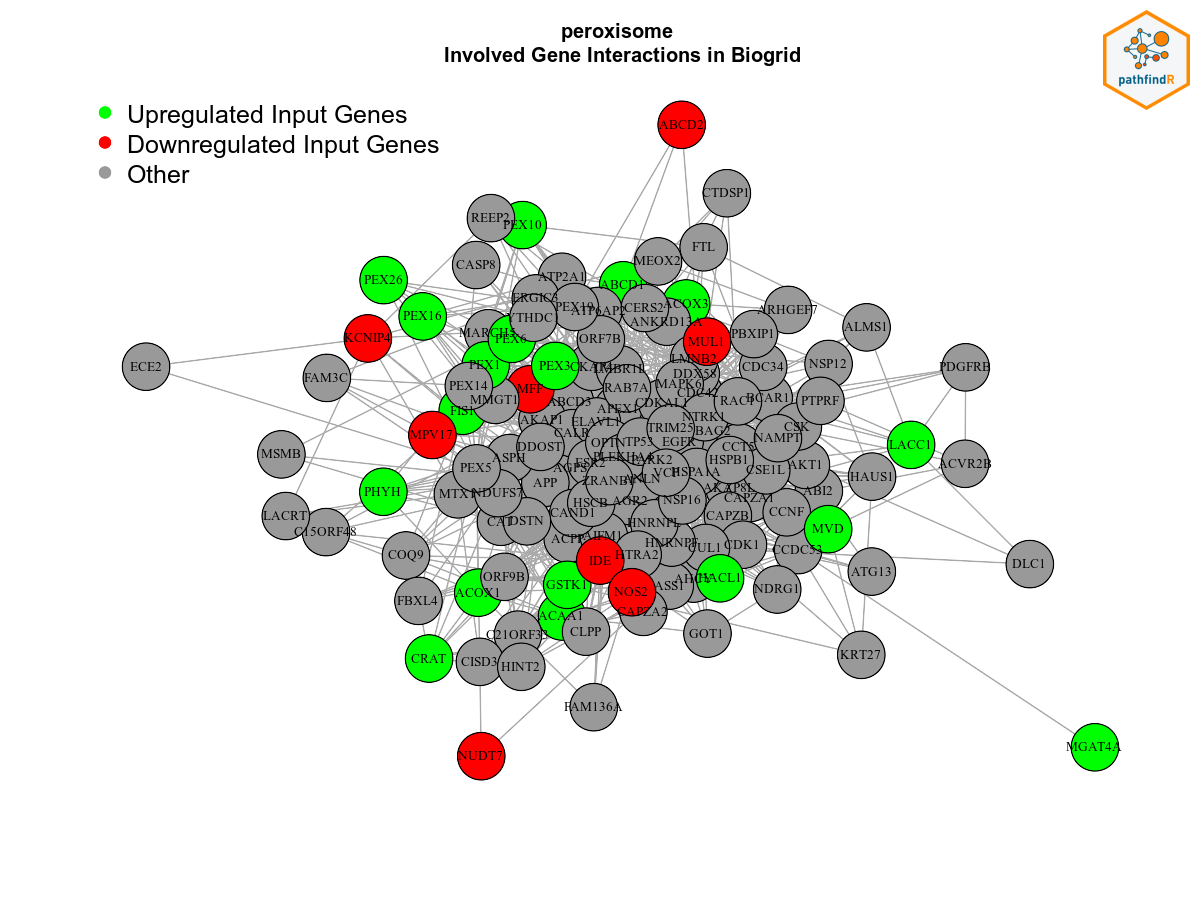 peroxisome
Involved Gene Interactions in Biogrid
pathfindR
Upregulated Input Genes
Downregulated Input Genes
Other
ABCD2
CTDSP1
REEP2
PEX10
FTL
MEOX2
CASP8
ATP2A1
PEX26
ABCD1
ERGIC3
PEX19
ATP6AP2
CERS2
ACOX3
ARHGEF7
PEX16
YTHDC1
ANKRD13A
ALMS1
KCNIP4
MARCH5
PEX6
ORF7B
MUL1
PBXIP1
ECE2
FAM3C
PEX1
PEX3
LMNB2
DDX58
CDC34
NSP12
PDGFRB
PEX14
MFF
RAB7A
MAPK6
CDC42
MMGT1
ABCD3
CDKAL1
RAC1
BCAR1
PTPRF
FIS1
AKAP1
APEX1
ELAVL1
NTRK1
MPV17
CALR
TRIM25
BAG2
CSK
DDOST
OPTN
TP53
EGFR
CCT5
NAMPT
LACC1
MSMB
ASPH
ESR2
PARK2
HSPB1
ACVR2B
PEX5
AGPS
VCP
HSPA1A
CSE1L
AKT1
HAUS1
PHYH
MTX1
NDUFS7
APP
ZRANB1
AKAP8L
ABI2
LACRT
HSCB
AGR2
NSP16
CAPZA1
C15ORF48
CAT
DSTN
CAND1
HNRNPL
CAPZB
CCNF
MVD
ACPP
AIFM1
HNRNPF
CUL1
CDK1
CCDC53
COQ9
IDE
HTRA2
DLC1
ORF9B
GSTK1
NOS2
ASS1
HACL1
NDRG1
ATG13
FBXL4
ACOX1
ACAA1
CAPZA2
C21ORF33
CLPP
GOT1
CRAT
CISD3
HINT2
KRT27
FAM136A
NUDT7
MGAT4A